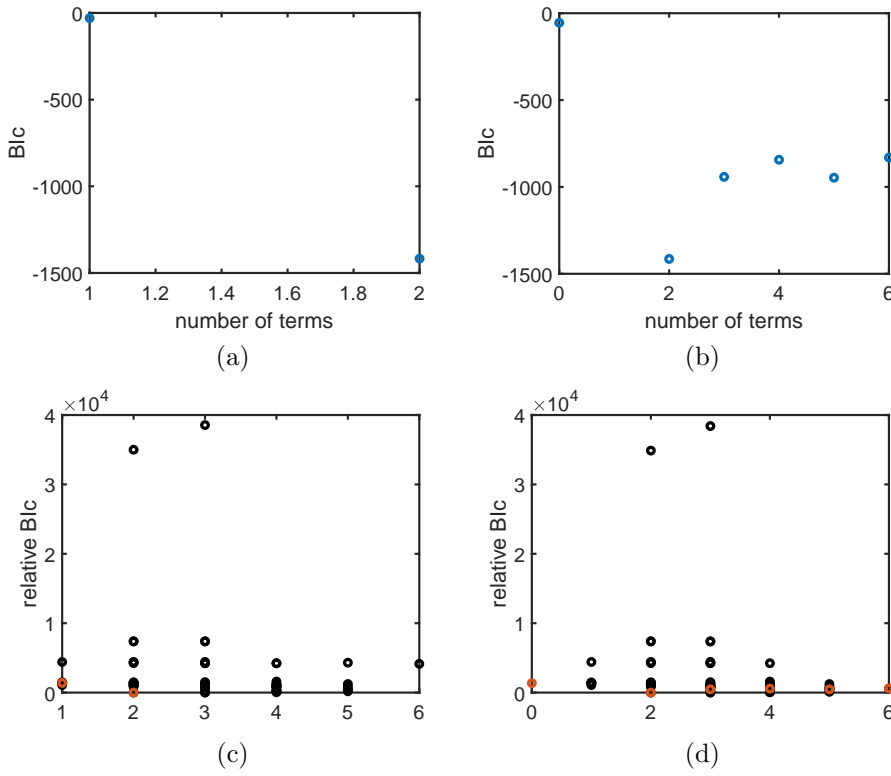 0
-500
-1000
-1500
BIc
1 1.2 1.4 1.6 1.8 2
number of terms
(a)
0
-500
-1000
-1500
BIc
0 2 4 6
number of terms
(b)
×10^4
4
3
2
1
0
relative BIc
1 2 3 4 5 6
(c)
×10^4
4
3
2
1
0
relative BIc
0 2 4 6
(d)